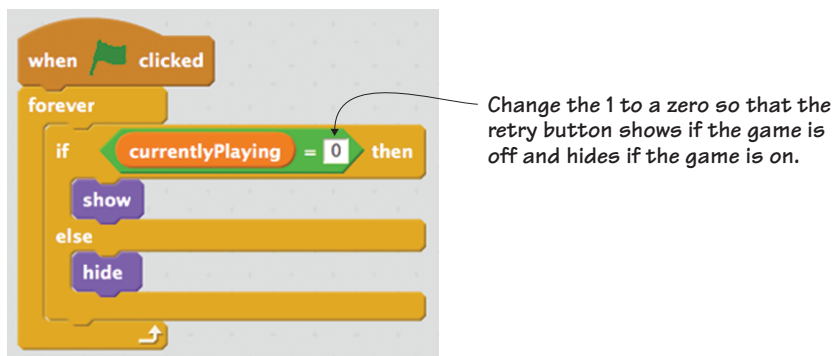 when clicked
forever
if currentlyPlaying = 0 then
show
else
hide
Change the 1 to a zero so that the
retry button shows if the game is
off and hides if the game is on.